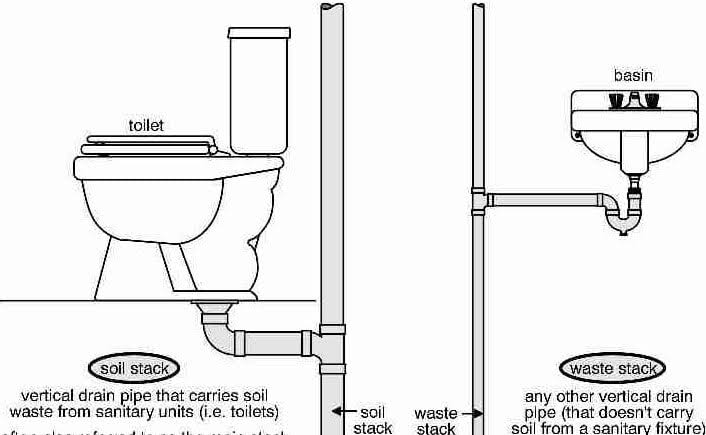 toilet
basin
soil stack
vertical drain pipe that carries soil
waste from sanitary units (i.e. toilets)
soil
stack
waste
stack
waste stack
any other vertical drain
pipe (that doesn't carry
soil from a sanitary fixture)